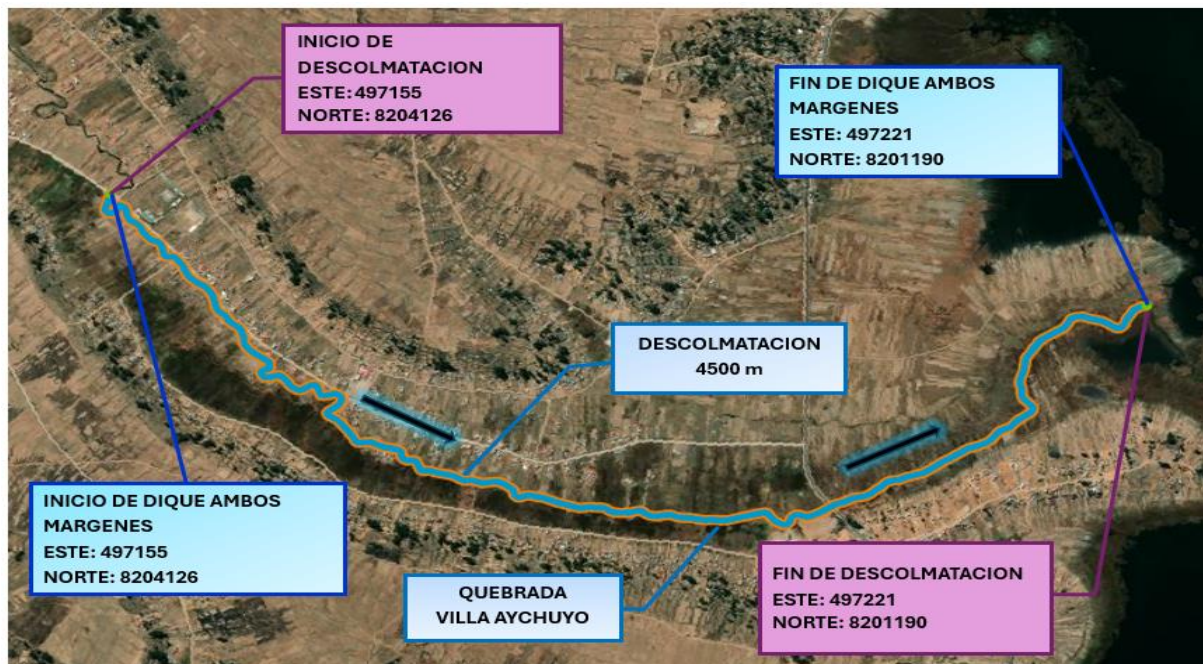 INICIO DE
DESCOLMATACION
ESTE: 497155
NORTE: 8204126
FIN DE DIQUE AMBOS
MARGENES
ESTE: 497221
NORTE: 8201190
DESCOLMATACION
4500 m
INICIO DE DIQUE AMBOS
MARGENES
ESTE: 497155
NORTE: 8204126
QUEBRADA
VILLA AYCHUYO
FIN DE DESCOLMATACION
ESTE: 497221
NORTE: 8201190